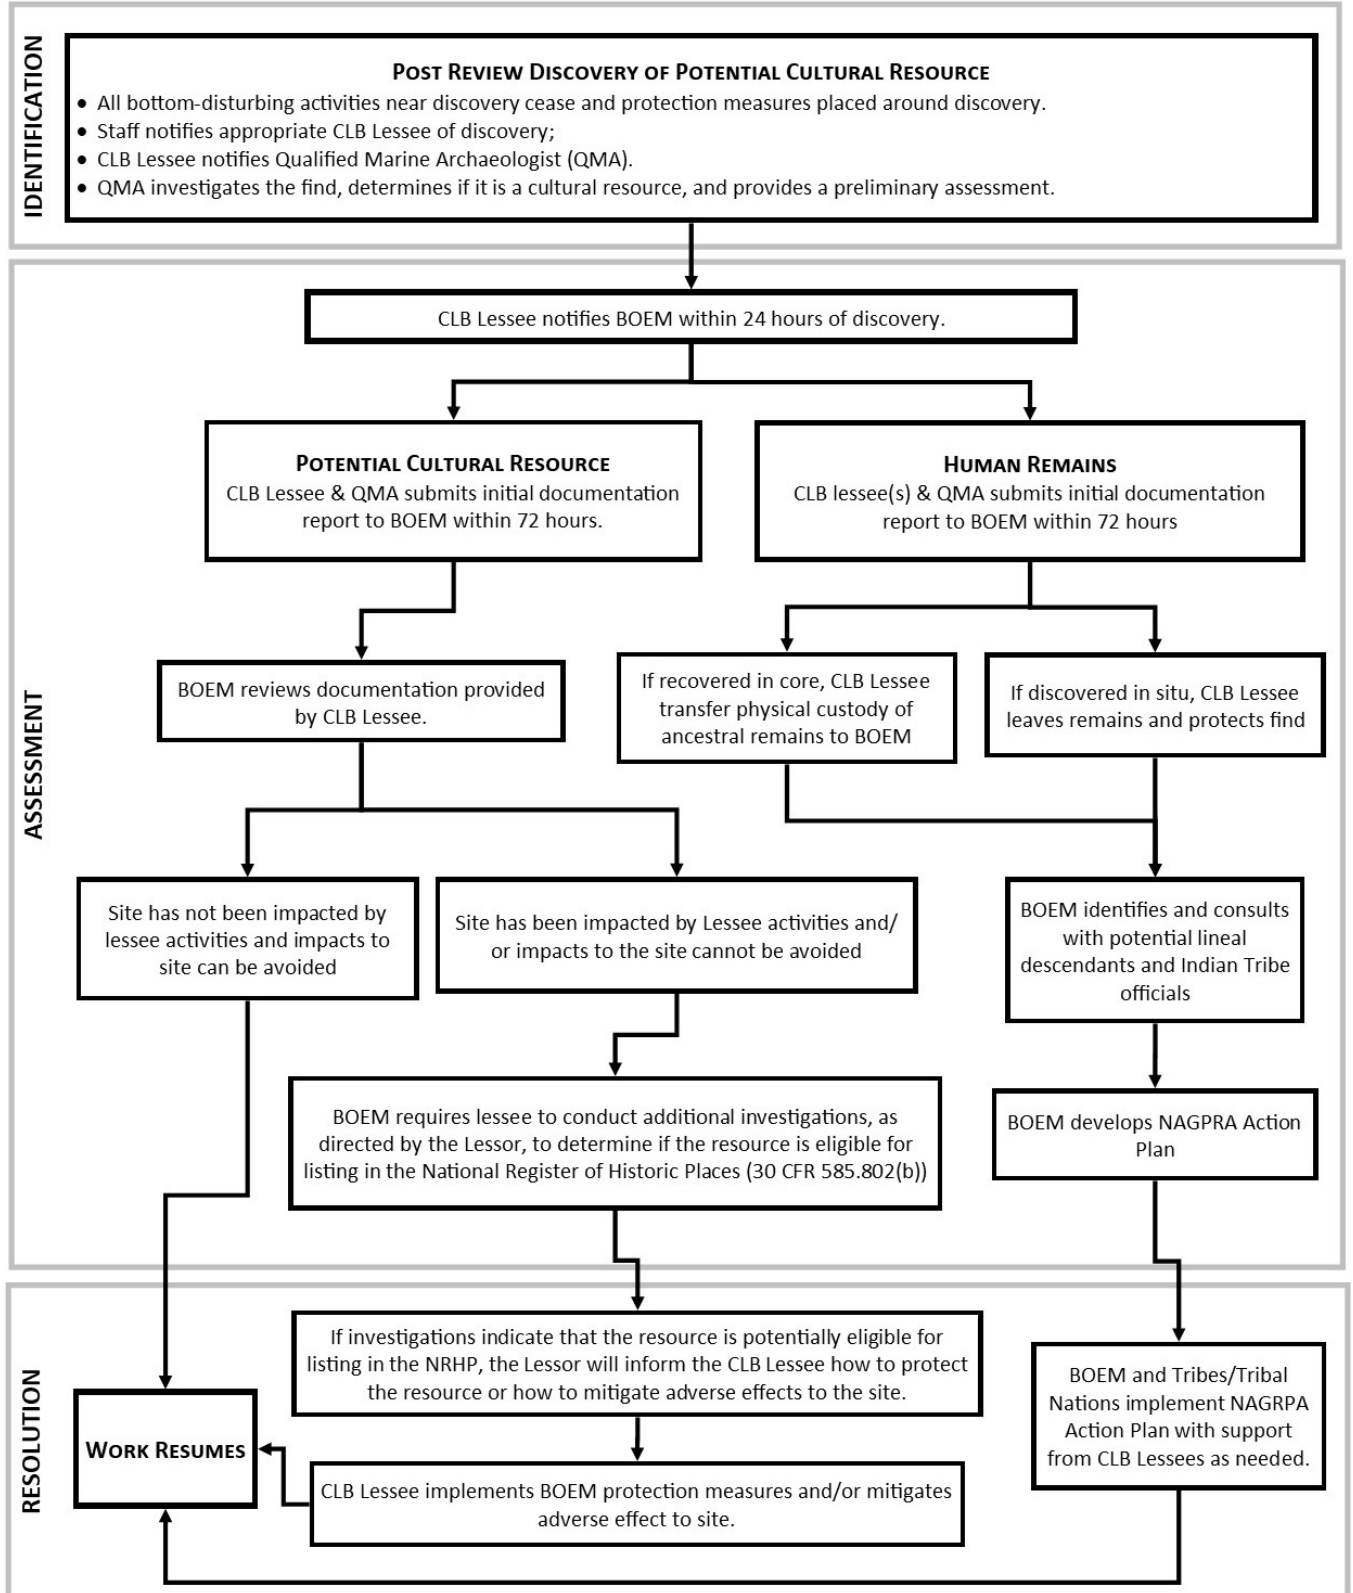 IDENTIFICATION
POST REVIEW DISCOVERY OF POTENTIAL CULTURAL RESOURCE
• All bottom-disturbing activities near discovery cease and protection measures placed around discovery.
• Staff notifies appropriate CLB Lessee of discovery;
• CLB Lessee notifies Qualified Marine Archaeologist (QMA).
• QMA investigates the find, determines if it is a cultural resource, and provides a preliminary assessment.
ASSESSMENT
CLB Lessee notifies BOEM within 24 hours of discovery.
POTENTIAL CULTURAL RESOURCE
CLB Lessee & QMA submits initial documentation
report to BOEM within 72 hours.
HUMAN REMAINS
CLB lessee(s) & QMA submits initial documentation
report to BOEM within 72 hours
BOEM reviews documentation provided
by CLB Lessee.
If recovered in core, CLB Lessee
transfer physical custody of
ancestral remains to BOEM
If discovered in situ, CLB Lessee
leaves remains and protects find
Site has not been impacted by
lessee activities and impacts to
site can be avoided
Site has been impacted by Lessee activities and/
or impacts to the site cannot be avoided
BOEM identifies and consults
with potential lineal
descendants and Indian Tribe
officials
BOEM requires lessee to conduct additional investigations, as
directed by the Lessor, to determine if the resource is eligible for
listing in the National Register of Historic Places (30 CFR 585.802(b))
BOEM develops NAGPRA Action
Plan
RESOLUTION
If investigations indicate that the resource is potentially eligible for
listing in the NRHP, the Lessor will inform the CLB Lessee how to protect
the resource or how to mitigate adverse effects to the site.
BOEM and Tribes/Tribal
Nations implement NAGRPA
Action Plan with support
from CLB Lessees as needed.
WORK RESUMES
CLB Lessee implements BOEM protection measures and/or mitigates
adverse effect to site.